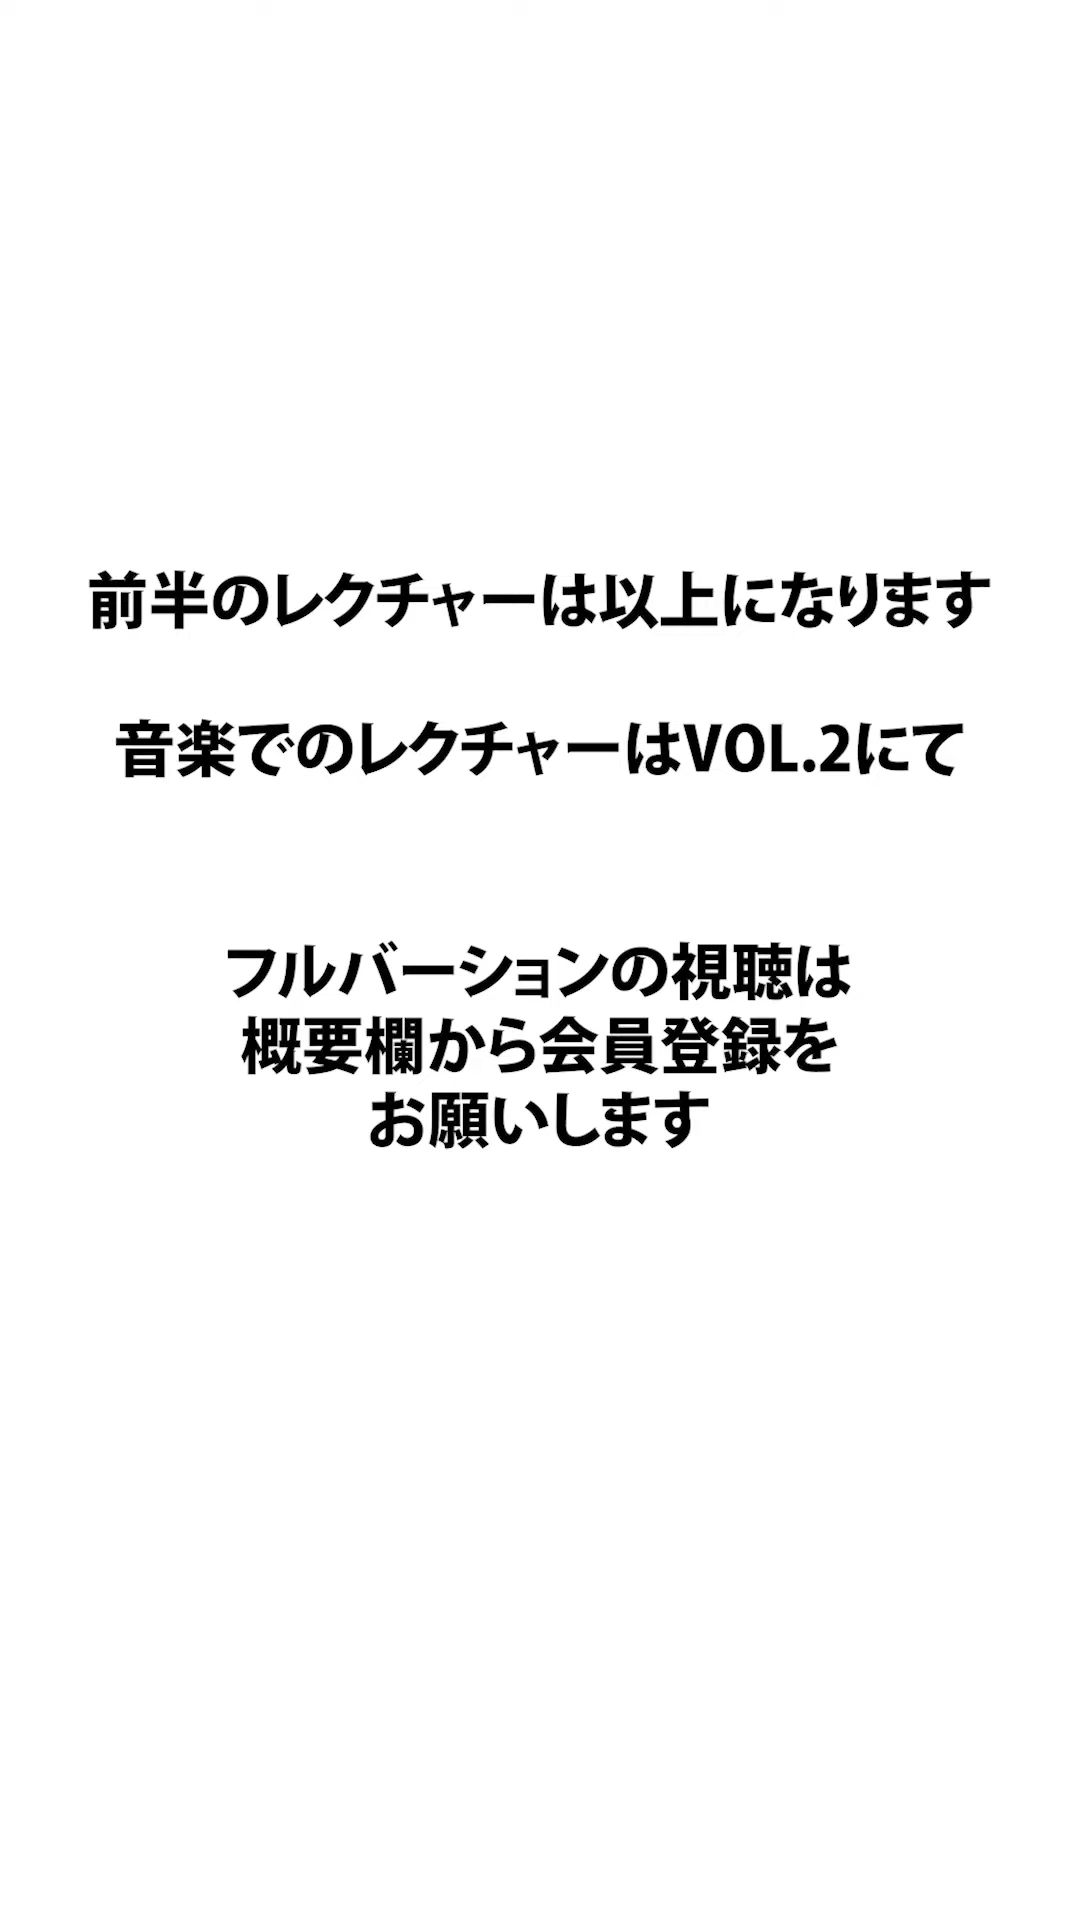 前半のレクチャーは以上になります
音楽でのレクチャーはVOL.2にて
フルバーションの視聴は
概要欄から会員登録を
お願いします